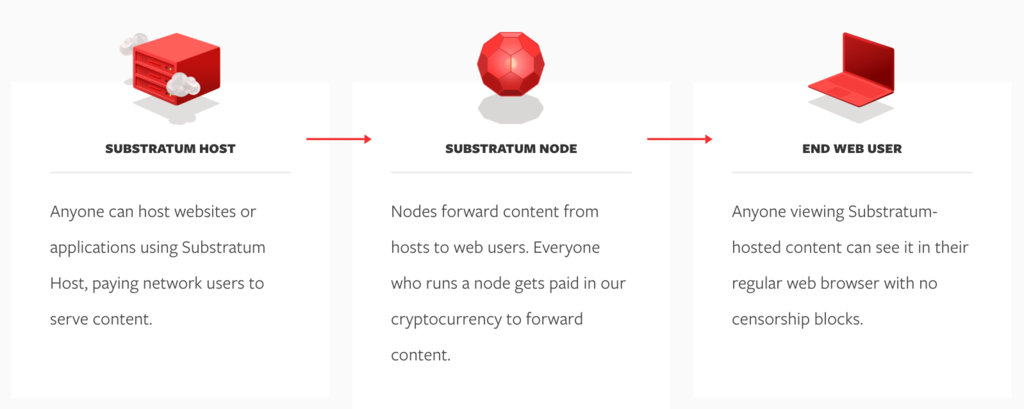 SUBSTRATUM HOST
Anyone can host websites or
applications using Substratum
Host, paying network users to
serve content.
SUBSTRATUM NODE
Nodes forward content from
hosts to web users. Everyone
who runs a node gets paid in our
cryptocurrency to forward
content.
END WEB USER
Anyone viewing Substratum-
hosted content can see it in their
regular web browser with no
censorship blocks.